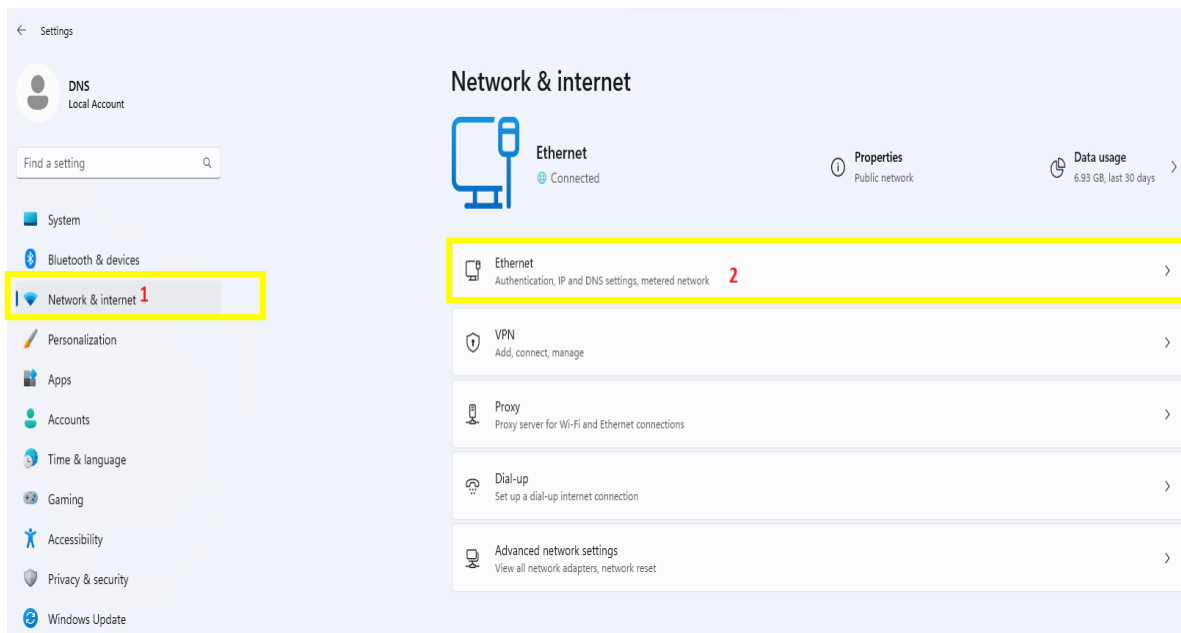 Settings
DNS
Local Account
Find a setting
System
Bluetooth & devices
Network & internet 1
Personalization
Apps
Accounts
Time & language
Gaming
Accessibility
Privacy & security
Windows Update
Network & internet
Ethernet
Connected
Properties
Public network
Data usage
6.93 GB, last 30 days
Ethernet
Authentication, IP and DNS settings, metered network 2
VPN
Add, connect, manage
Proxy
Proxy server for Wi-Fi and Ethernet connections
Dial-up
Set up a dial-up internet connection
Advanced network settings
View all network adapters, network reset